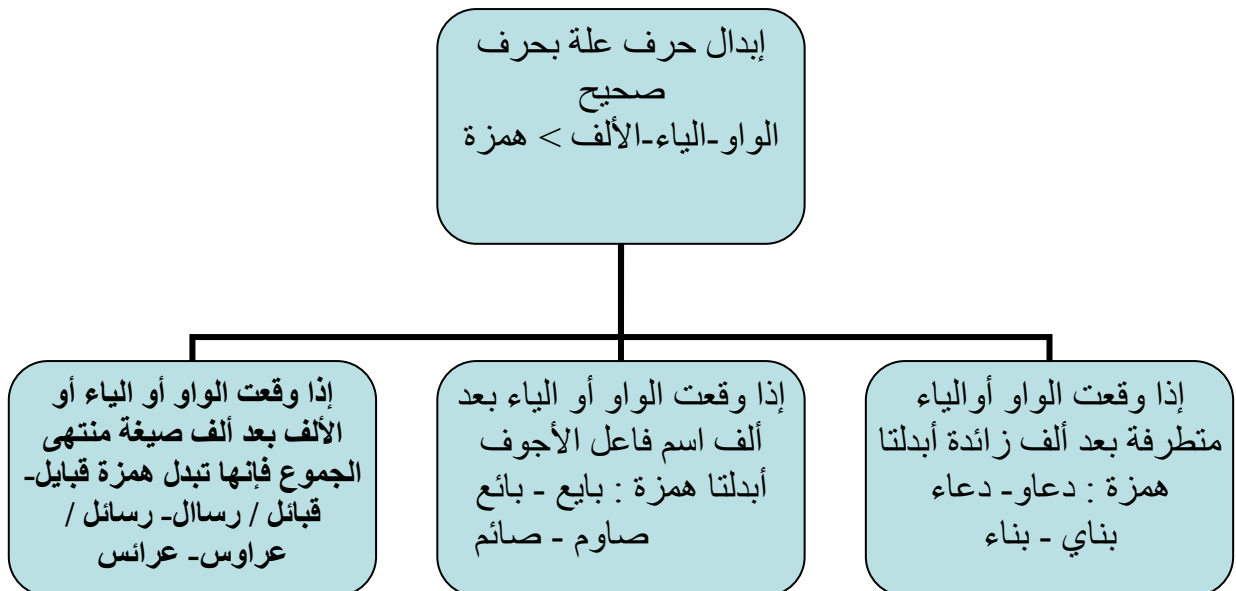 إبدال حرف علة بحرف
صحيح
الواو-الياء-الألف > همزة
إذا وقعت الواو أوالياء
متطرفة بعد ألف زائدة أبدلتا
همزة : دعاو- دعاء
بناي - بناء
إذا وقعت الواو أو الياء بعد
ألف اسم فاعل الأجوف
أبدلتا همزة : بايع - بائع
صاوم - صائم
إذا وقعت الواو أو الياء أو
الألف بعد ألف صيغة منتهى
الجموع فإنها تبدل همزة قبايل-
قبائل / رساال- رسائل /
عراوس- عرائس